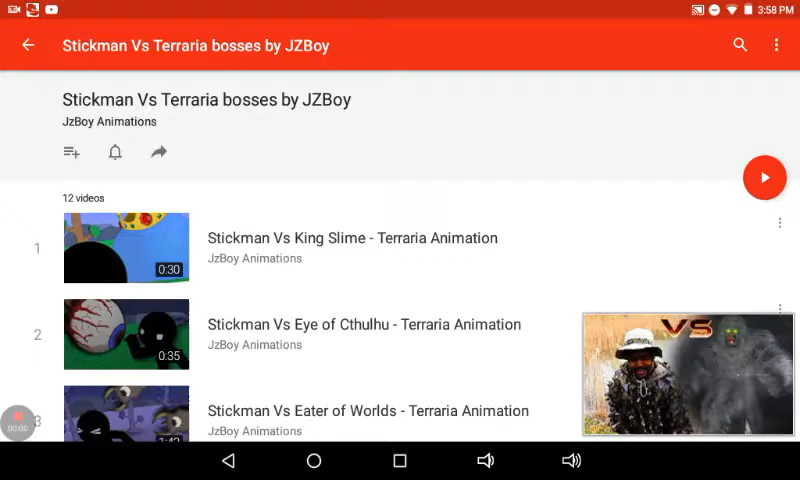 3:58 PM
Stickman Vs Terraria bosses by JZBoy
Stickman Vs Terraria bosses by JZBoy
JzBoy Animations
12 videos
1
Stickman Vs King Slime - Terraria Animation
JzBoy Animations
0:30
2
Stickman Vs Eye of Cthulhu - Terraria Animation
JzBoy Animations
0:35
VS
3
Stickman Vs Eater of Worlds - Terraria Animation
JzBoy Animations
1:42
00:00